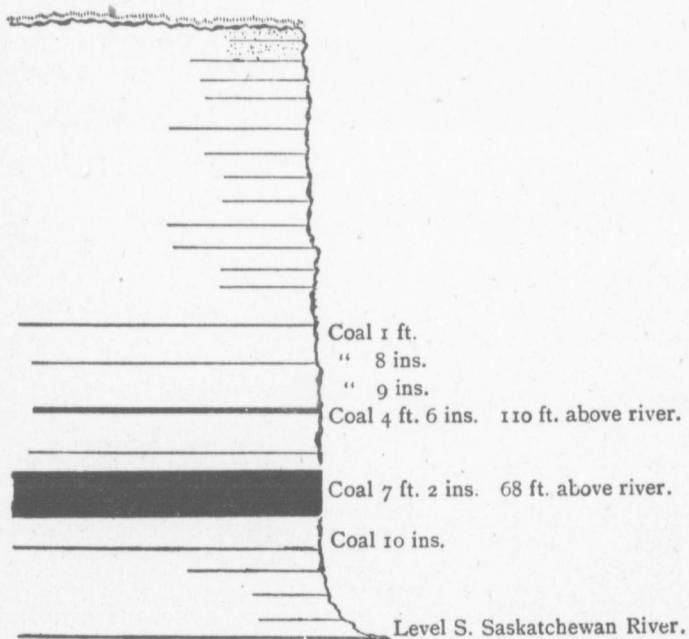 Coal 1 ft.
“ 8 ins.
“ 9 ins.
Coal 4 ft. 6 ins. 110 ft. above river.
Coal 7 ft. 2 ins. 68 ft. above river.
Coal 10 ins.
Level S. Saskatchewan River.